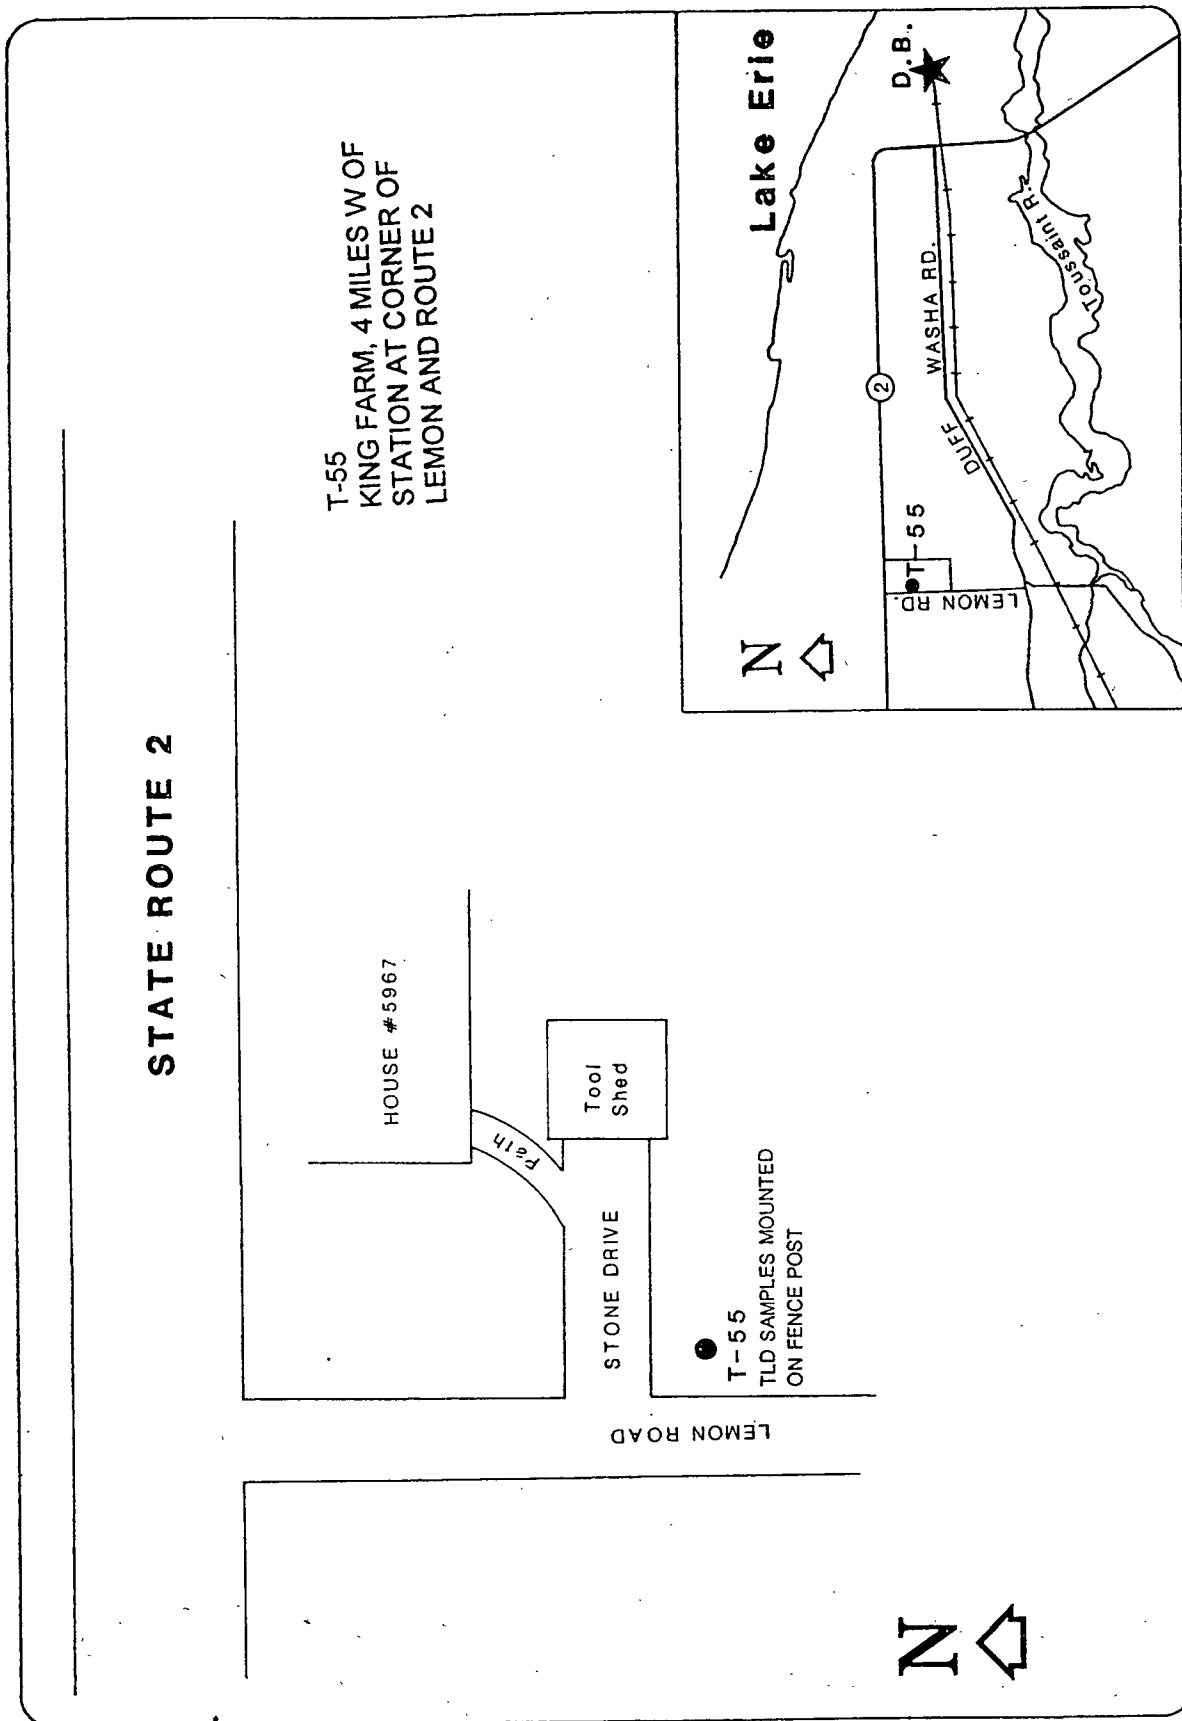 STATE ROUTE 2
T-55
KING FARM, 4 MILES W OF
STATION AT CORNER OF
LEMON AND ROUTE 2
HOUSE #5967
Path
Tool
Shed
STONE DRIVE
T-55
TLD SAMPLES MOUNTED
ON FENCE POST
LEMON ROAD
N
Lake Erie
D.B.
2
WASHA RD.
DUFF
Toussaint R.
T-55
LEMON RD.
N